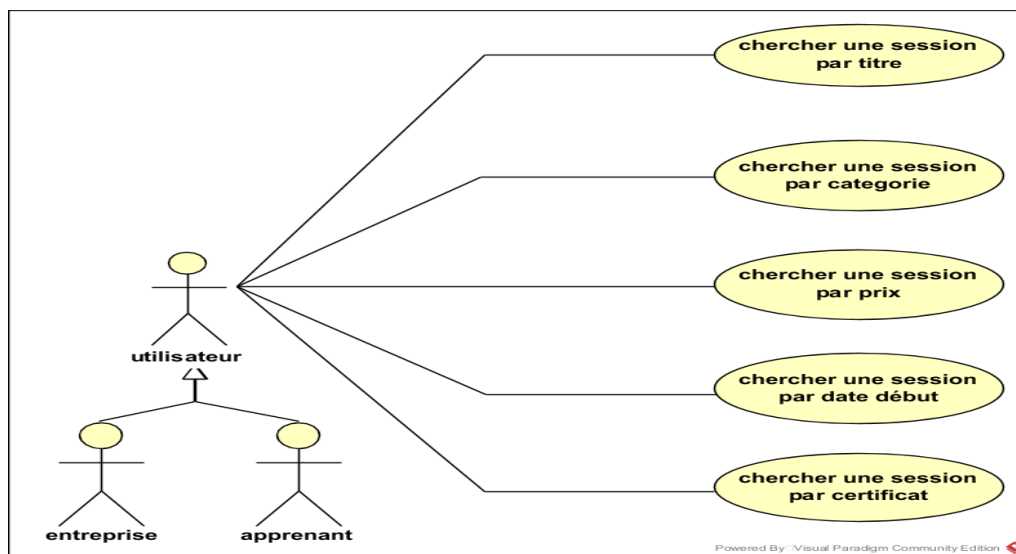 chercher une session
par titre
chercher une session
par categorie
chercher une session
par prix
utilisateur
chercher une session
par date début
entreprise
apprenant
chercher une session
par certificat
Powered By Visual Paradigm Community Edition